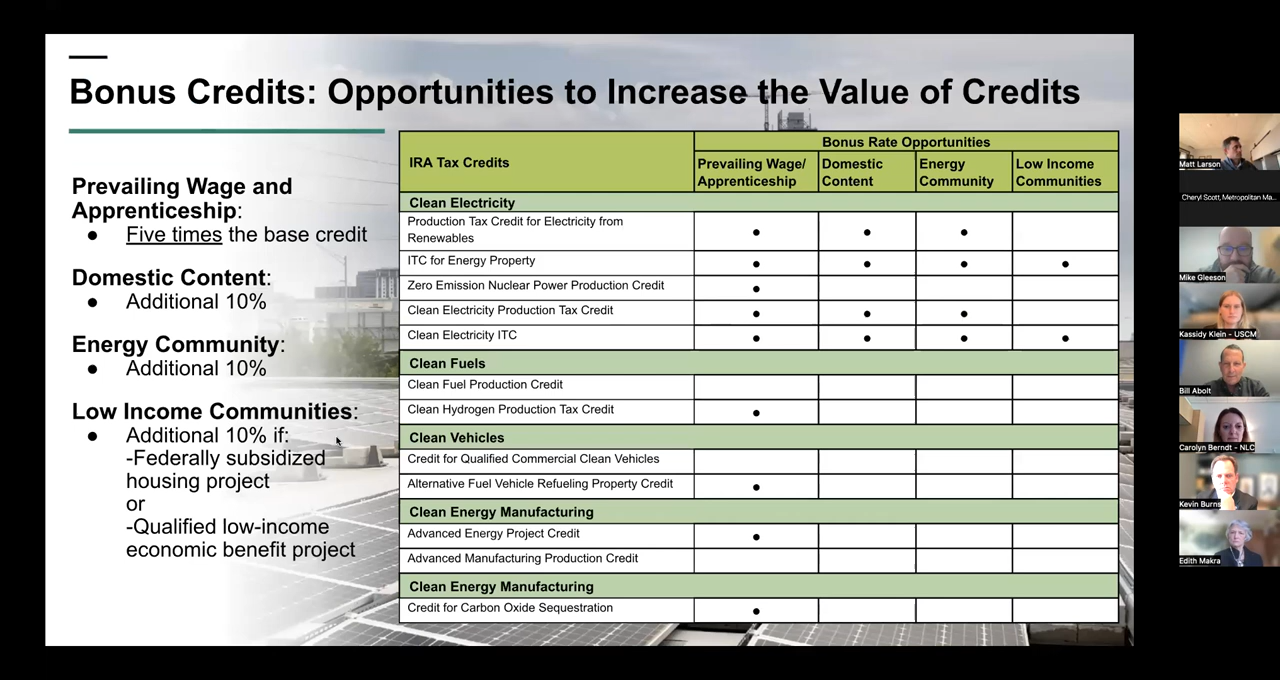 Bonus Credits: Opportunities to Increase the Value of Credits
Prevailing Wage and
Apprenticeship:
● Five times the base credit
Domestic Content:
● Additional 10%
Energy Community:
● Additional 10%
Low Income Communities:
● Additional 10% if:
-Federally subsidized
housing project
or
-Qualified low-income
economic benefit project
IRA Tax Credits
Bonus Rate Opportunities
Prevailing Wage/
Apprenticeship
Domestic
Content
Energy
Community
Low Income
Communities
Clean Electricity
Production Tax Credit for Electricity from
Renewables ● ● ●
ITC for Energy Property ● ● ● ●
Zero Emission Nuclear Power Production Credit ●
Clean Electricity Production Tax Credit ● ● ●
Clean Electricity ITC ● ● ● ●
Clean Fuels
Clean Fuel Production Credit
Clean Hydrogen Production Tax Credit ●
Clean Vehicles
Credit for Qualified Commercial Clean Vehicles
Alternative Fuel Vehicle Refueling Property Credit ●
Clean Energy Manufacturing
Advanced Energy Project Credit ●
Advanced Manufacturing Production Credit
Clean Energy Manufacturing
Credit for Carbon Oxide Sequestration ●
Matt Larson
Cheryl Scott, Metropolitan Ma...
Mike Gleeson
Kassidy Klein - USCM
Bill Abolt
Carolyn Berndt - NLC
Kevin Burns
Edith Makra